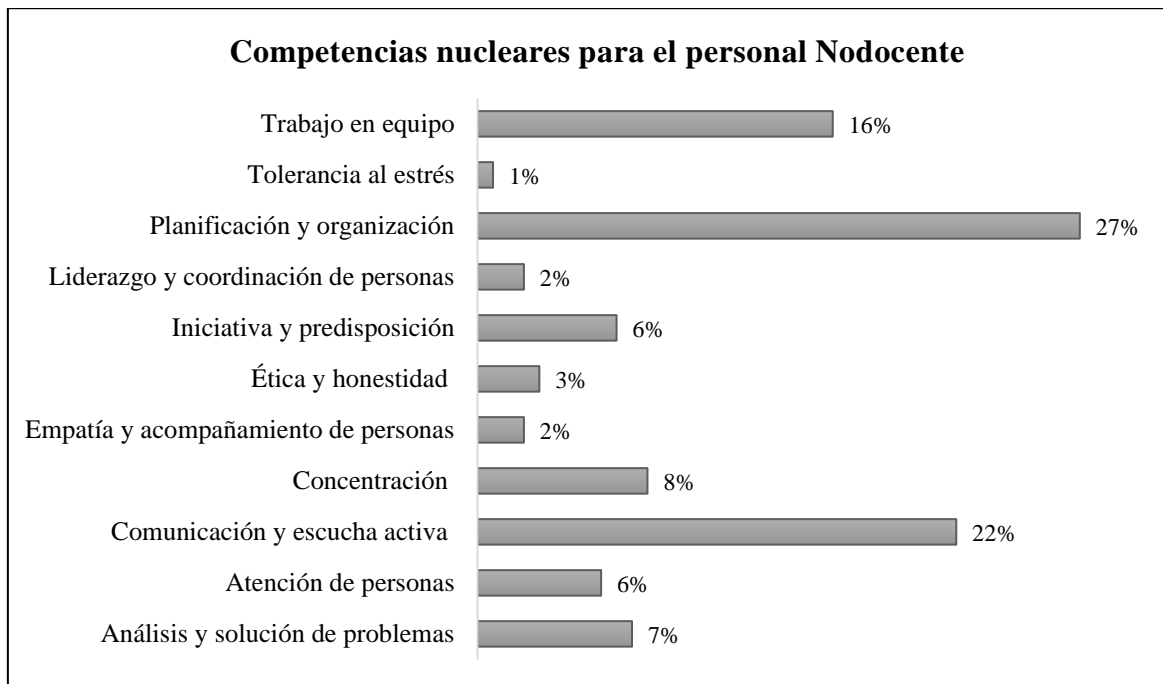 Competencias nucleares para el personal Nodocente
Trabajo en equipo 16%
Tolerancia al estrés 1%
Planificación y organización 27%
Liderazgo y coordinación de personas 2%
Iniciativa y predisposición 6%
Ética y honestidad 3%
Empatía y acompañamiento de personas 2%
Concentración 8%
Comunicación y escucha activa 22%
Atención de personas 6%
Análisis y solución de problemas 7%